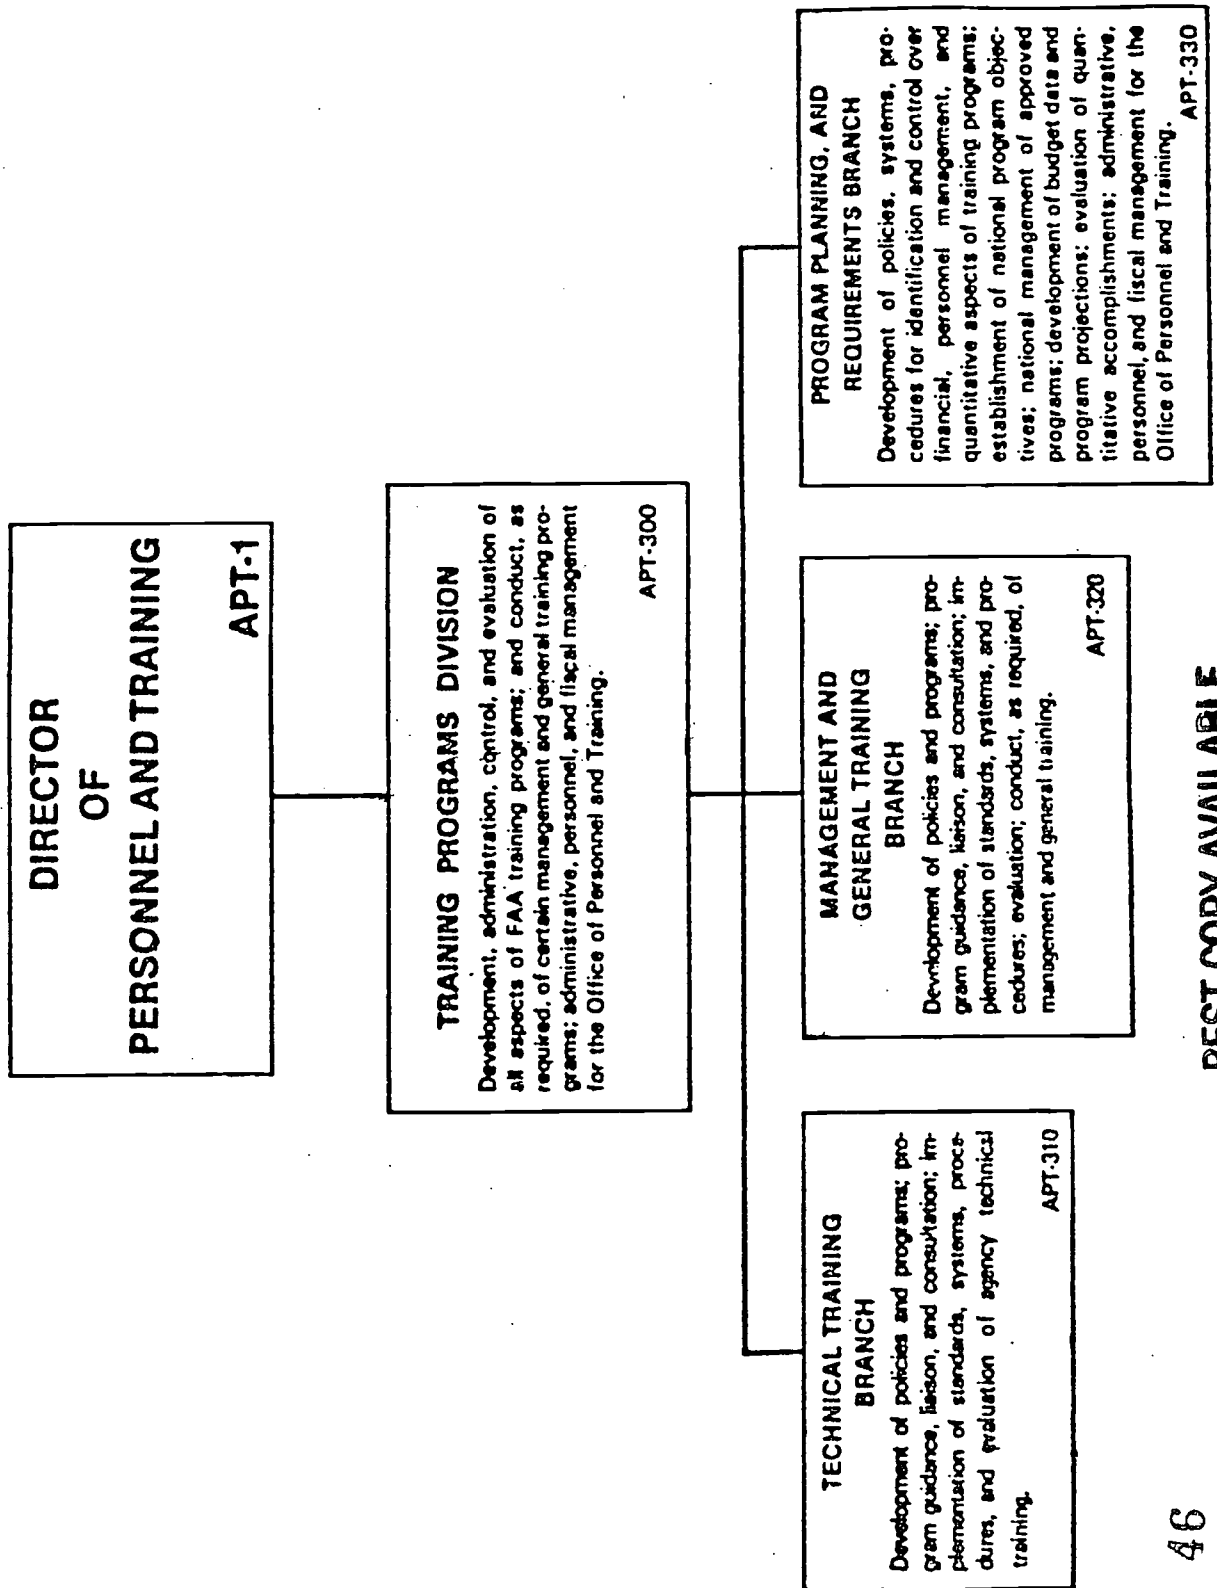 DIRECTOR
OF
PERSONNEL AND TRAINING
APT-1
TRAINING PROGRAMS DIVISION
Development, administration, control, and evaluation of
all aspects of FAA training programs; and conduct, as
required, of certain management and general training pro-
grams; administrative, personnel, and fiscal management
for the Office of Personnel and Training.
APT-300
TECHNICAL TRAINING
BRANCH
Development of policies and programs; pro-
gram guidance, liaison, and consultation; im-
plementation of standards, systems, proce-
dures, and evaluation of agency technical
training.
APT-310
MANAGEMENT AND
GENERAL TRAINING
BRANCH
Development of policies and programs; pro-
gram guidance, liaison, and consultation; im-
plementation of standards, systems, and pro-
cedures; evaluation; conduct, as required, of
management and general training.
APT-320
PROGRAM PLANNING, AND
REQUIREMENTS BRANCH
Development of policies, systems, pro-
cedures for identification and control over
financial, personnel management, and
quantitative aspects of training programs;
establishment of national program objec-
tives; national management of approved
programs; development of budget data and
program projections; evaluation of quan-
titative accomplishments; administrative,
personnel, and fiscal management for the
Office of Personnel and Training.
APT-330
46
BEST COPY AVAILABLE